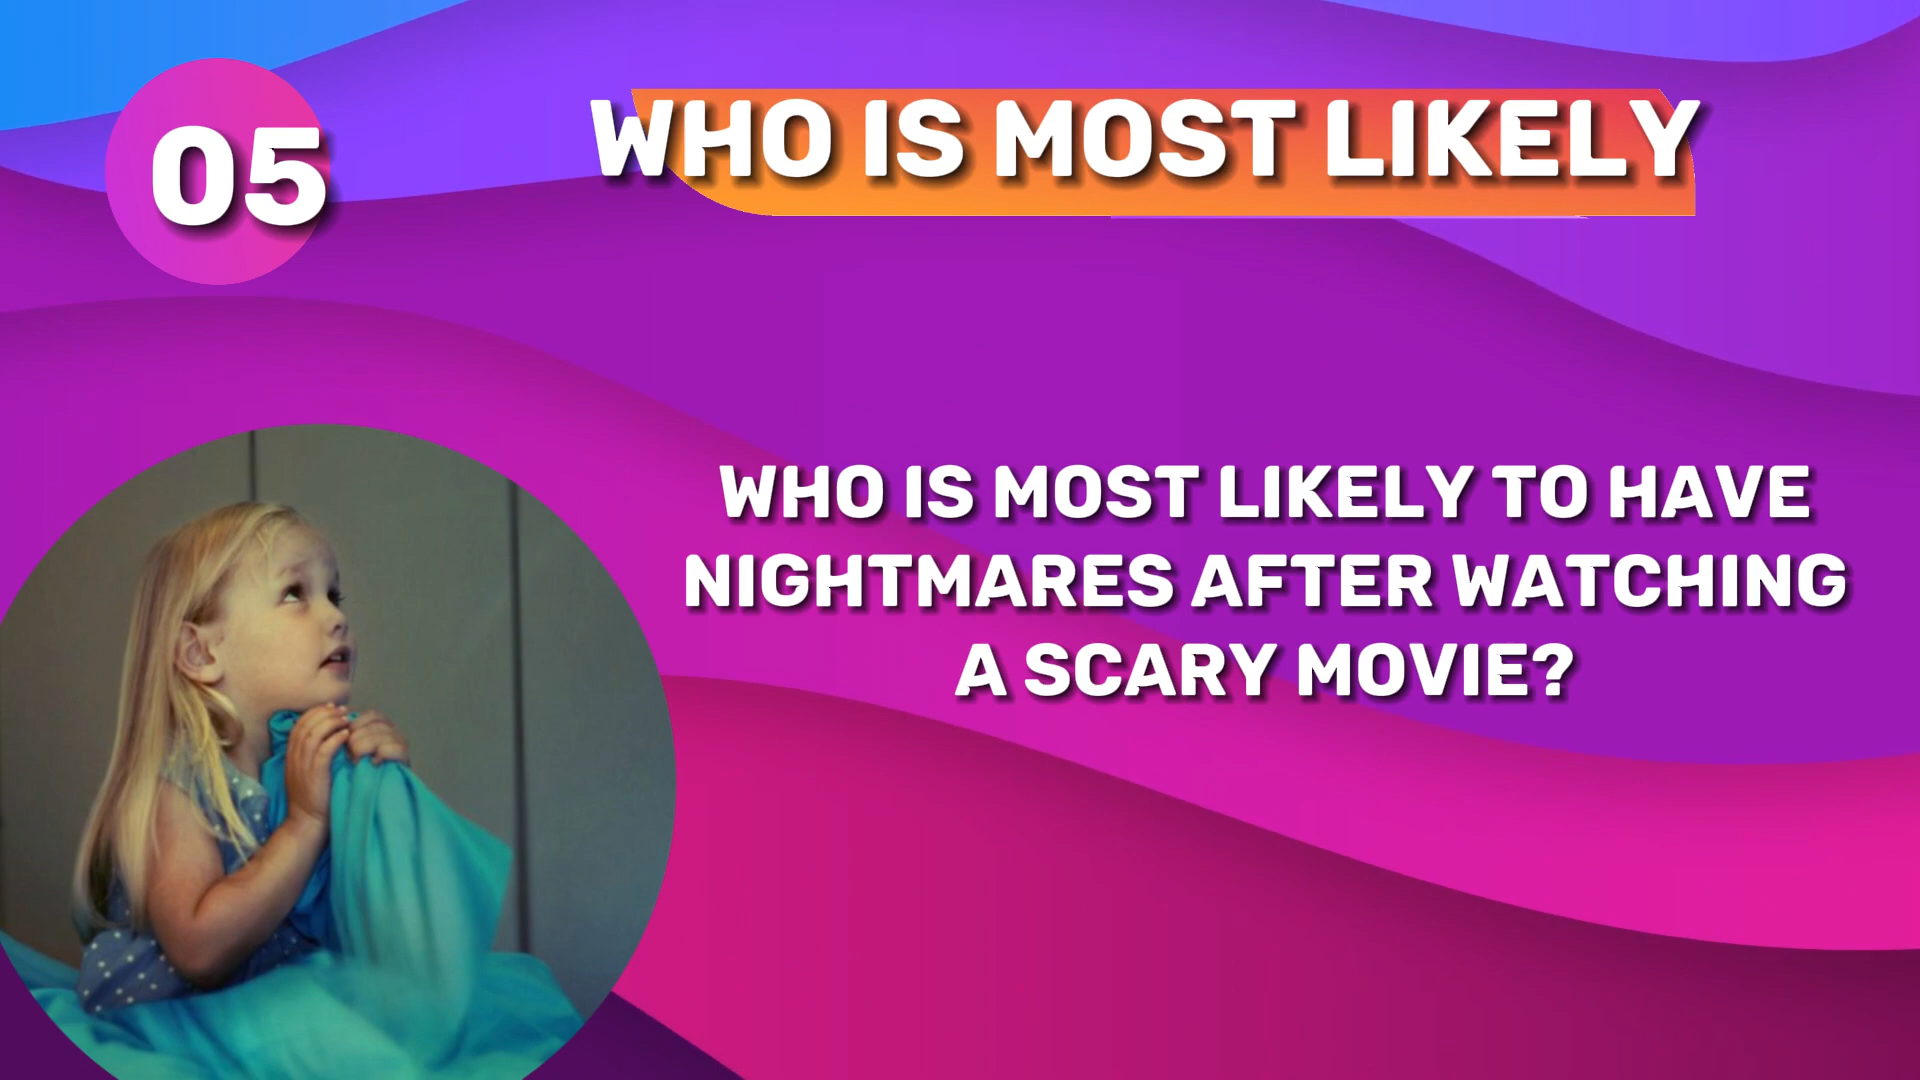 05
WHO IS MOST LIKELY
WHO IS MOST LIKELY TO HAVE
NIGHTMARES AFTER WATCHING
A SCARY MOVIE?